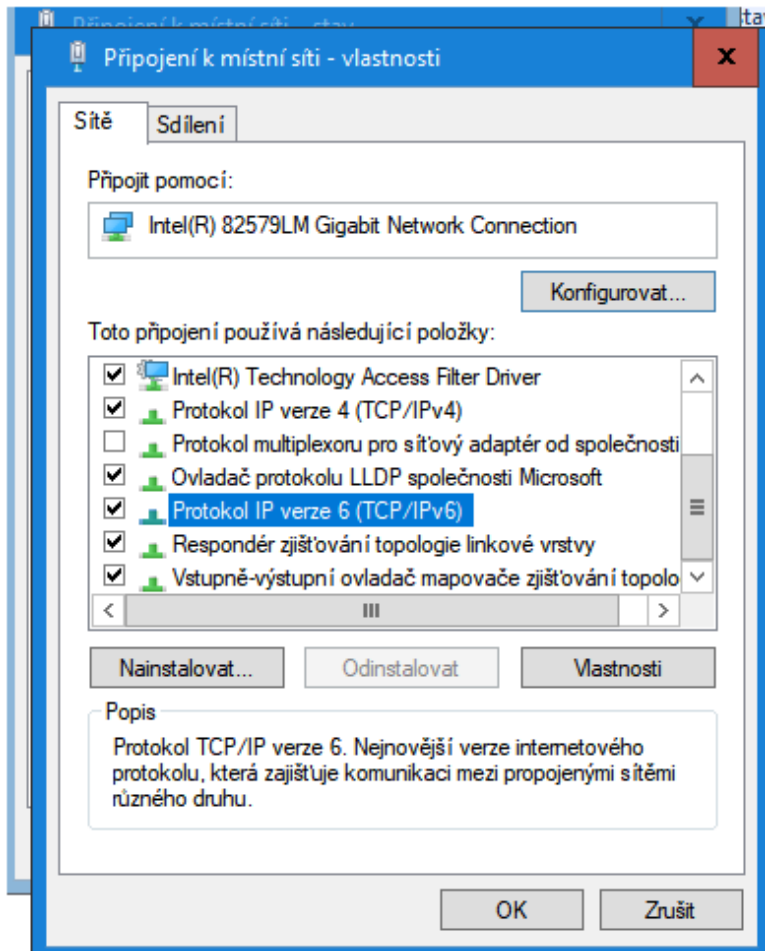 Připojení k místní síti - stav
Připojení k místní síti - vlastnosti
Sítě
Sdílení
Připojit pomocí:
Intel(R) 82579LM Gigabit Network Connection
Konfigurovat...
Toto připojení používá následující položky:
Intel(R) Technology Access Filter Driver
Protokol IP verze 4 (TCP/IPv4)
Protokol multiplexoru pro síťový adaptér od společnosti
Ovladač protokolu LLDP společnosti Microsoft
Protokol IP verze 6 (TCP/IPv6)
Respondér zjišťování topologie linkové vrstvy
Vstupně-výstupní ovladač mapovače zjišťování topolo
Nainstalovat...
Odinstalovat
Vlastnosti
Popis
Protokol TCP/IP verze 6. Nejnovější verze internetového
protokolu, která zajišťuje komunikaci mezi propojenými sítěmi
různého druhu.
OK
Zrušit